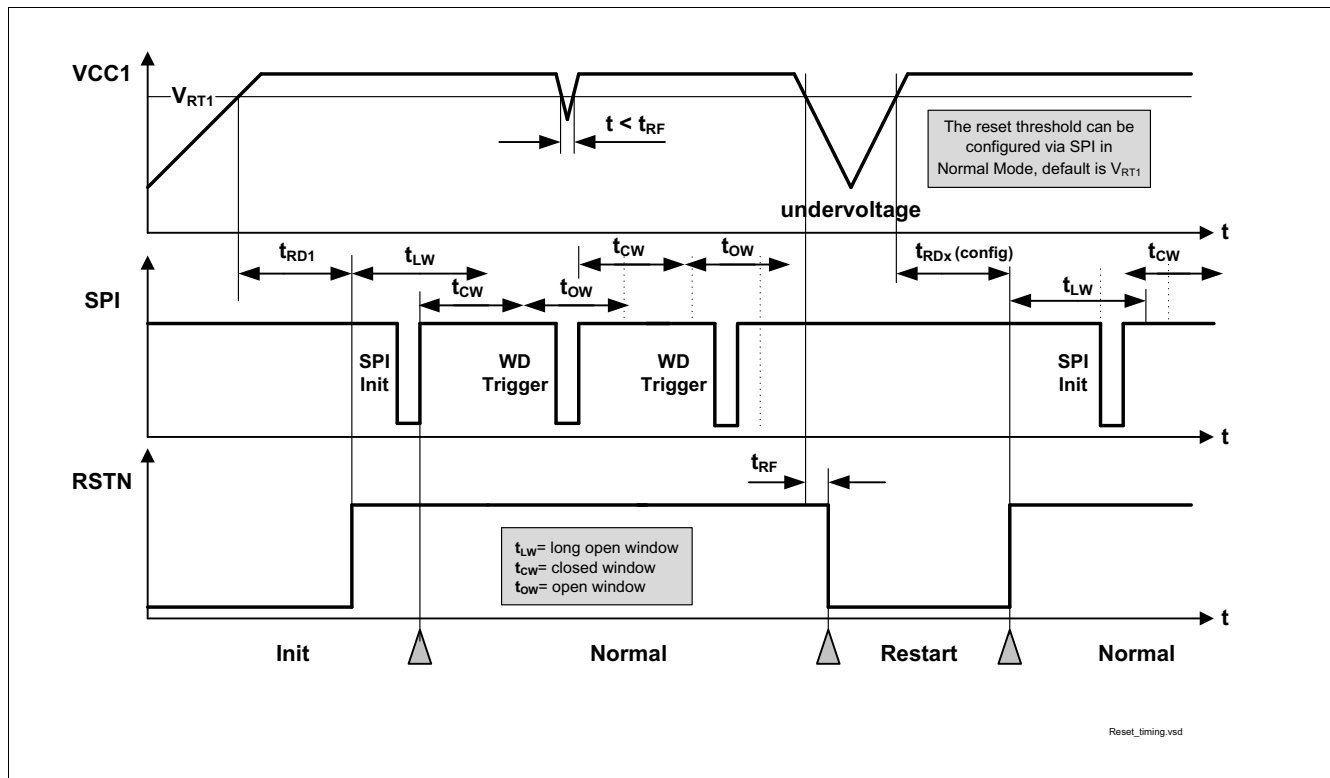 VCC1
VRT1
t < tRF
The reset threshold can be
configured via SPI in
Normal Mode, default is VRT1
undervoltage
t
tRD1
tLW
tCW
tOW
tRDx (config)
tCW
SPI
tCW
tOW
tLW
SPI
Init
WD
Trigger
WD
Trigger
SPI
Init
t
RSTN
tRF
tLW= long open window
tCW= closed window
tOW= open window
t
Init
Normal
Restart
Normal
Reset_timing.vsd